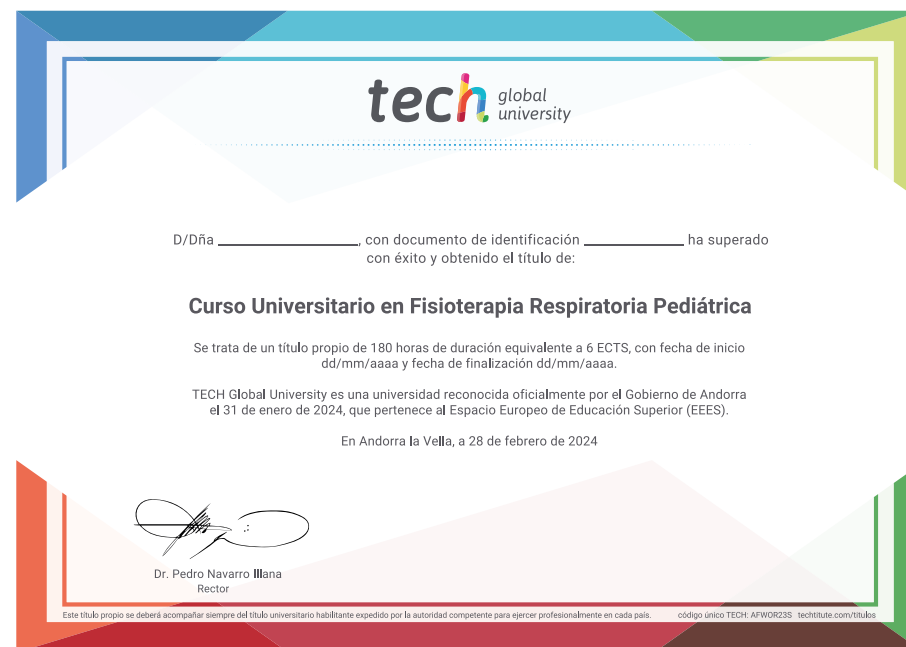 tech global university
D/Dña ____________________, con documento de identificación ______________ ha superado
con éxito y obtenido el título de:
Curso Universitario en Fisioterapia Respiratoria Pediátrica
Se trata de un título propio de 180 horas de duración equivalente a 6 ECTS, con fecha de inicio
dd/mm/aaaa y fecha de finalización dd/mm/aaaa.
TECH Global University es una universidad reconocida oficialmente por el Gobierno de Andorra
el 31 de enero de 2024, que pertenece al Espacio Europeo de Educación Superior (EEES).
En Andorra la Vella, a 28 de febrero de 2024
Dr. Pedro Navarro Illana
Rector
Este título propio se deberá acompañar siempre del título universitario habilitante expedido por la autoridad competente para ejercer profesionalmente en cada país. código único TECH: AFWOR23S techtitute.com/titulos